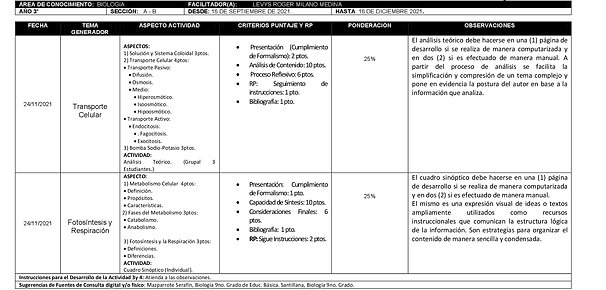 AREA DE CONOCIMIENTO: BIOLOGÍA FACILITADOR(A): LEVYS ROGER MILANO MEDINA
AÑO 3° SECCIÓN: A - B DESDE: 16 DE SEPTIEMBRE DE 2021 HASTA 16 DE DICIEMBRE 2021.
FECHA TEMA GENERADOR ASPECTO ACTIVIDAD CRITERIOS PUNTAJE Y RP PONDERACIÓN OBSERVACIONES
24/11/2021
Transporte
Celular
ASPECTOS:
1) Solución y Sistema Coloidal 3ptos.
2) Transporte Celular 4ptos:
• Transporte Pasivo:
• Difusión.
• Osmosis.
• Medio:
• Hiperosmótico.
• Isoosmótico.
• Hipoosmótico.
• Transporte Activo:
• Endocitosis:
• . Fagocitosis.
• Exocitosis.
3) Bomba Sodio-Potasio 3ptos.
ACTIVIDAD:
Análisis Teórico. (Grupal 3
Estudiantes.)
• Presentación (Cumplimiento
de Formalismo): 2 ptos.
• Análisis de Contenido: 10 ptos.
• Proceso Reflexivo: 6 ptos.
• RP: Seguimiento de
instrucciones: 1 pto.
• Bibliografía: 1 pto.
25%
El análisis teórico debe hacerse en una (1) página
de desarrollo si se realiza de manera computarizada y
en dos (2) si es efectuado de manera manual. A
partir del proceso de análisis se facilita la
simplificación y compresión de un tema complejo y
pone en evidencia la postura del autor en base a la
información que analiza.
24/11/2021
Fotosíntesis y
Respiración
ASPECTO:
1) Metabolismo Celular 4ptos:
• Definición.
• Propósitos.
• Características.
2) Fases del Metabolismo 3ptos:
• Catabolismo.
• Anabolismo.
3) Fotosíntesis y la Respiración 3ptos:
• Definiciones.
• Diferencias.
ACTIVIDAD:
Cuadro Sinóptico (Individual).
• Presentación: Cumplimiento
de Formalismo: 1 pto.
• Capacidad de Síntesis: 10 ptos.
• Consideraciones Finales: 6
ptos.
• Bibliografía: 1 pto.
• RP: Sigue Instrucciones: 2 ptos.
25%
El cuadro sinóptico debe hacerse en una (1) página
de desarrollo si se realiza de manera computarizada
y en dos (2) si es efectuado de manera manual.
El mismo es una expresión visual de ideas o textos
ampliamente utilizados como recursos
instruccionales que comunican la estructura lógica
de la información. Son estrategias para organizar el
contenido de manera sencilla y condensada.
Instrucciones para el Desarrollo de la Actividad 3y 4: Atienda a las observaciones.
Sugerencias de Fuentes de Consulta digital y/o físico: Mazparrote Serafín, Biología 9no. Grado de Educ. Básica. Santillana, Biología 9no. Grado.